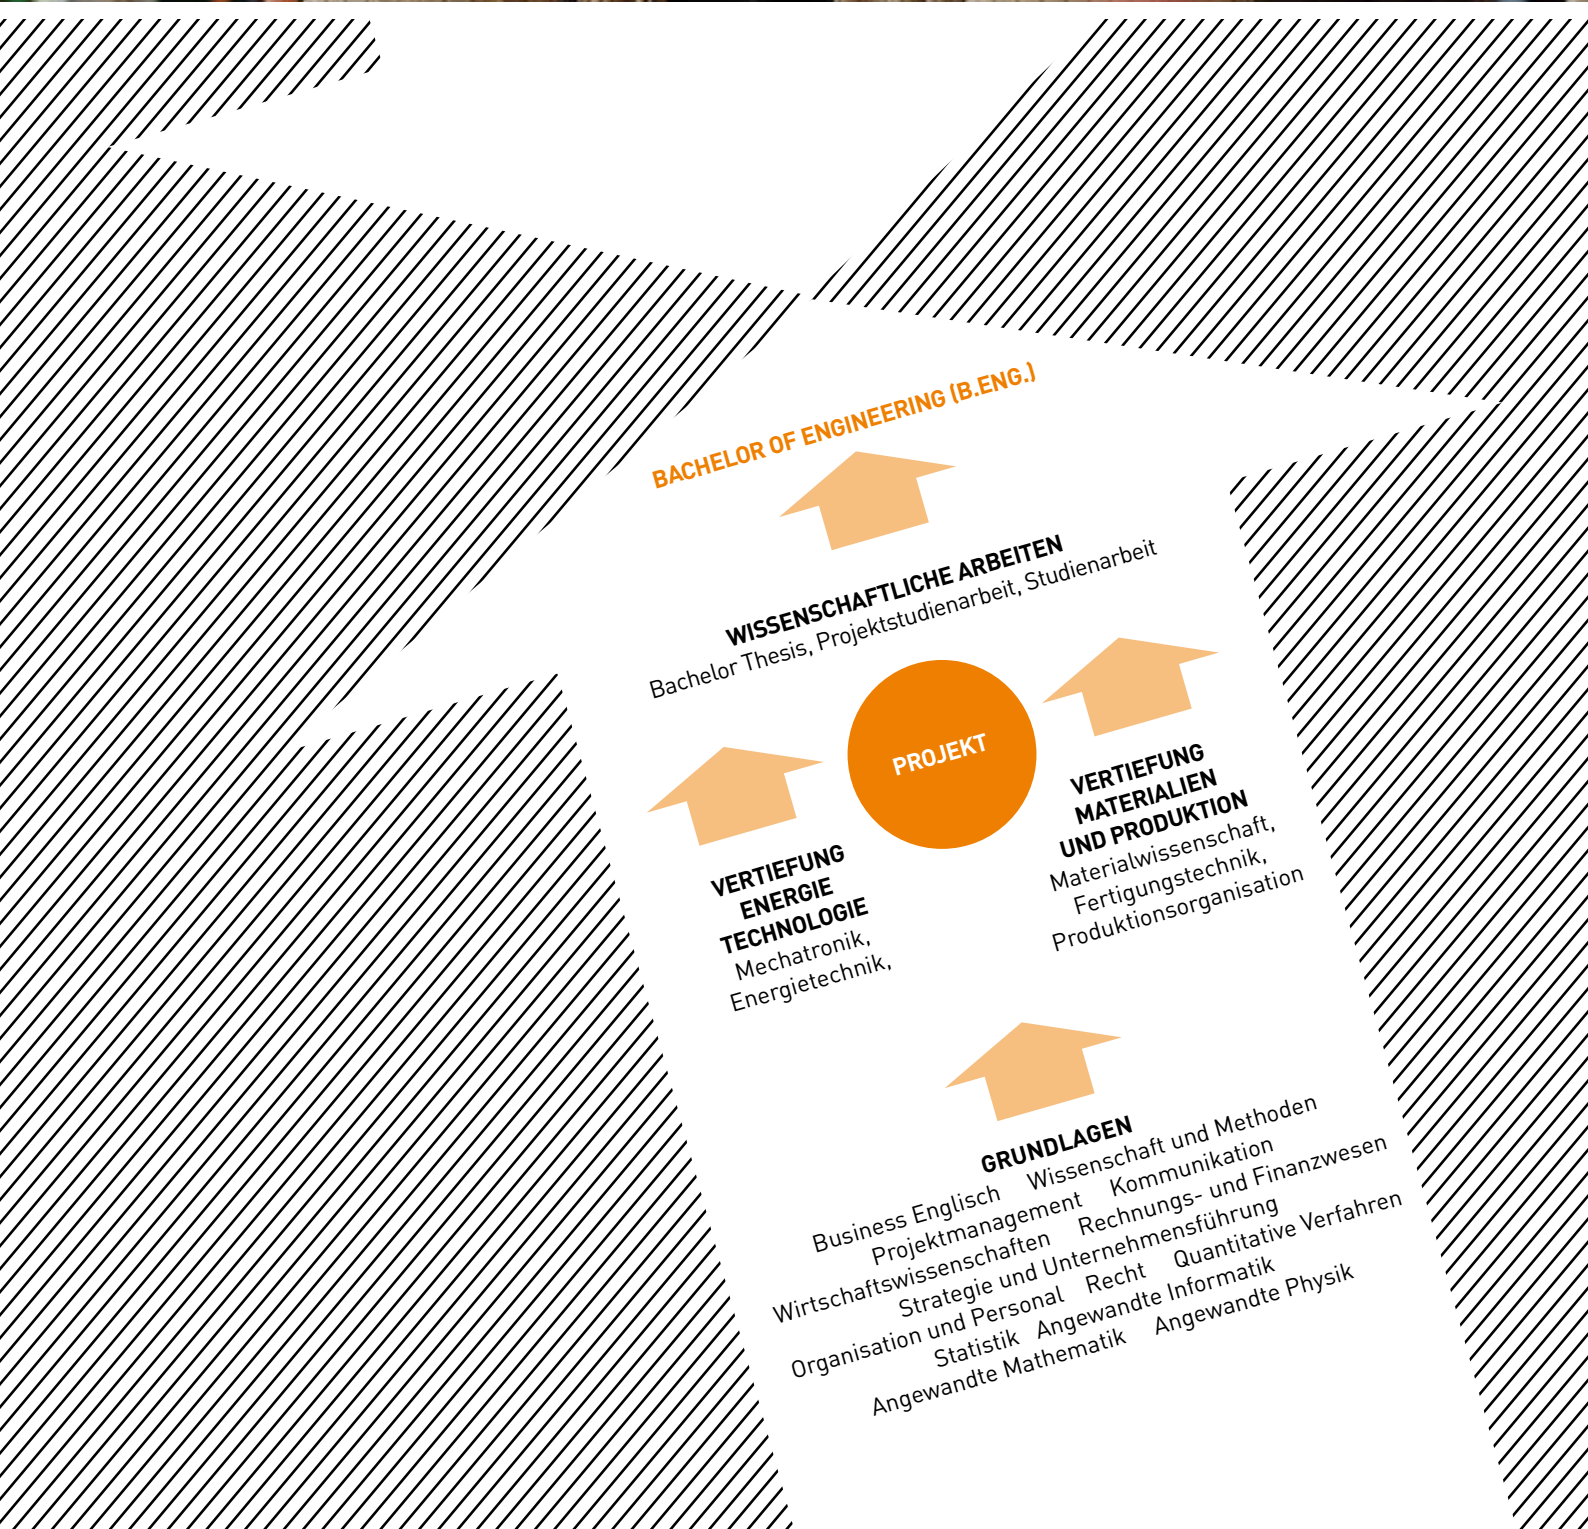 BACHELOR OF ENGINEERING (B.ENG.)
WISSENSCHAFTLICHE ARBEITEN
Bachelor Thesis, Projektstudienarbeit, Studienarbeit
PROJEKT
VERTIEFUNG
ENERGIE
TECHNOLOGIE
Mechatronik,
Energietechnik,
VERTIEFUNG
MATERIALIEN
UND PRODUKTION
Materialwissenschaft,
Fertigungstechnik,
Produktionsorganisation
GRUNDLAGEN
Business Englisch Wissenschaft und Methoden
Projektmanagement Kommunikation
Wirtschaftswissenschaften Rechnungs- und Finanzwesen
Strategie und Unternehmensführung
Organisation und Personal Recht Quantitative Verfahren
Statistik Angewandte Informatik
Angewandte Mathematik Angewandte Physik